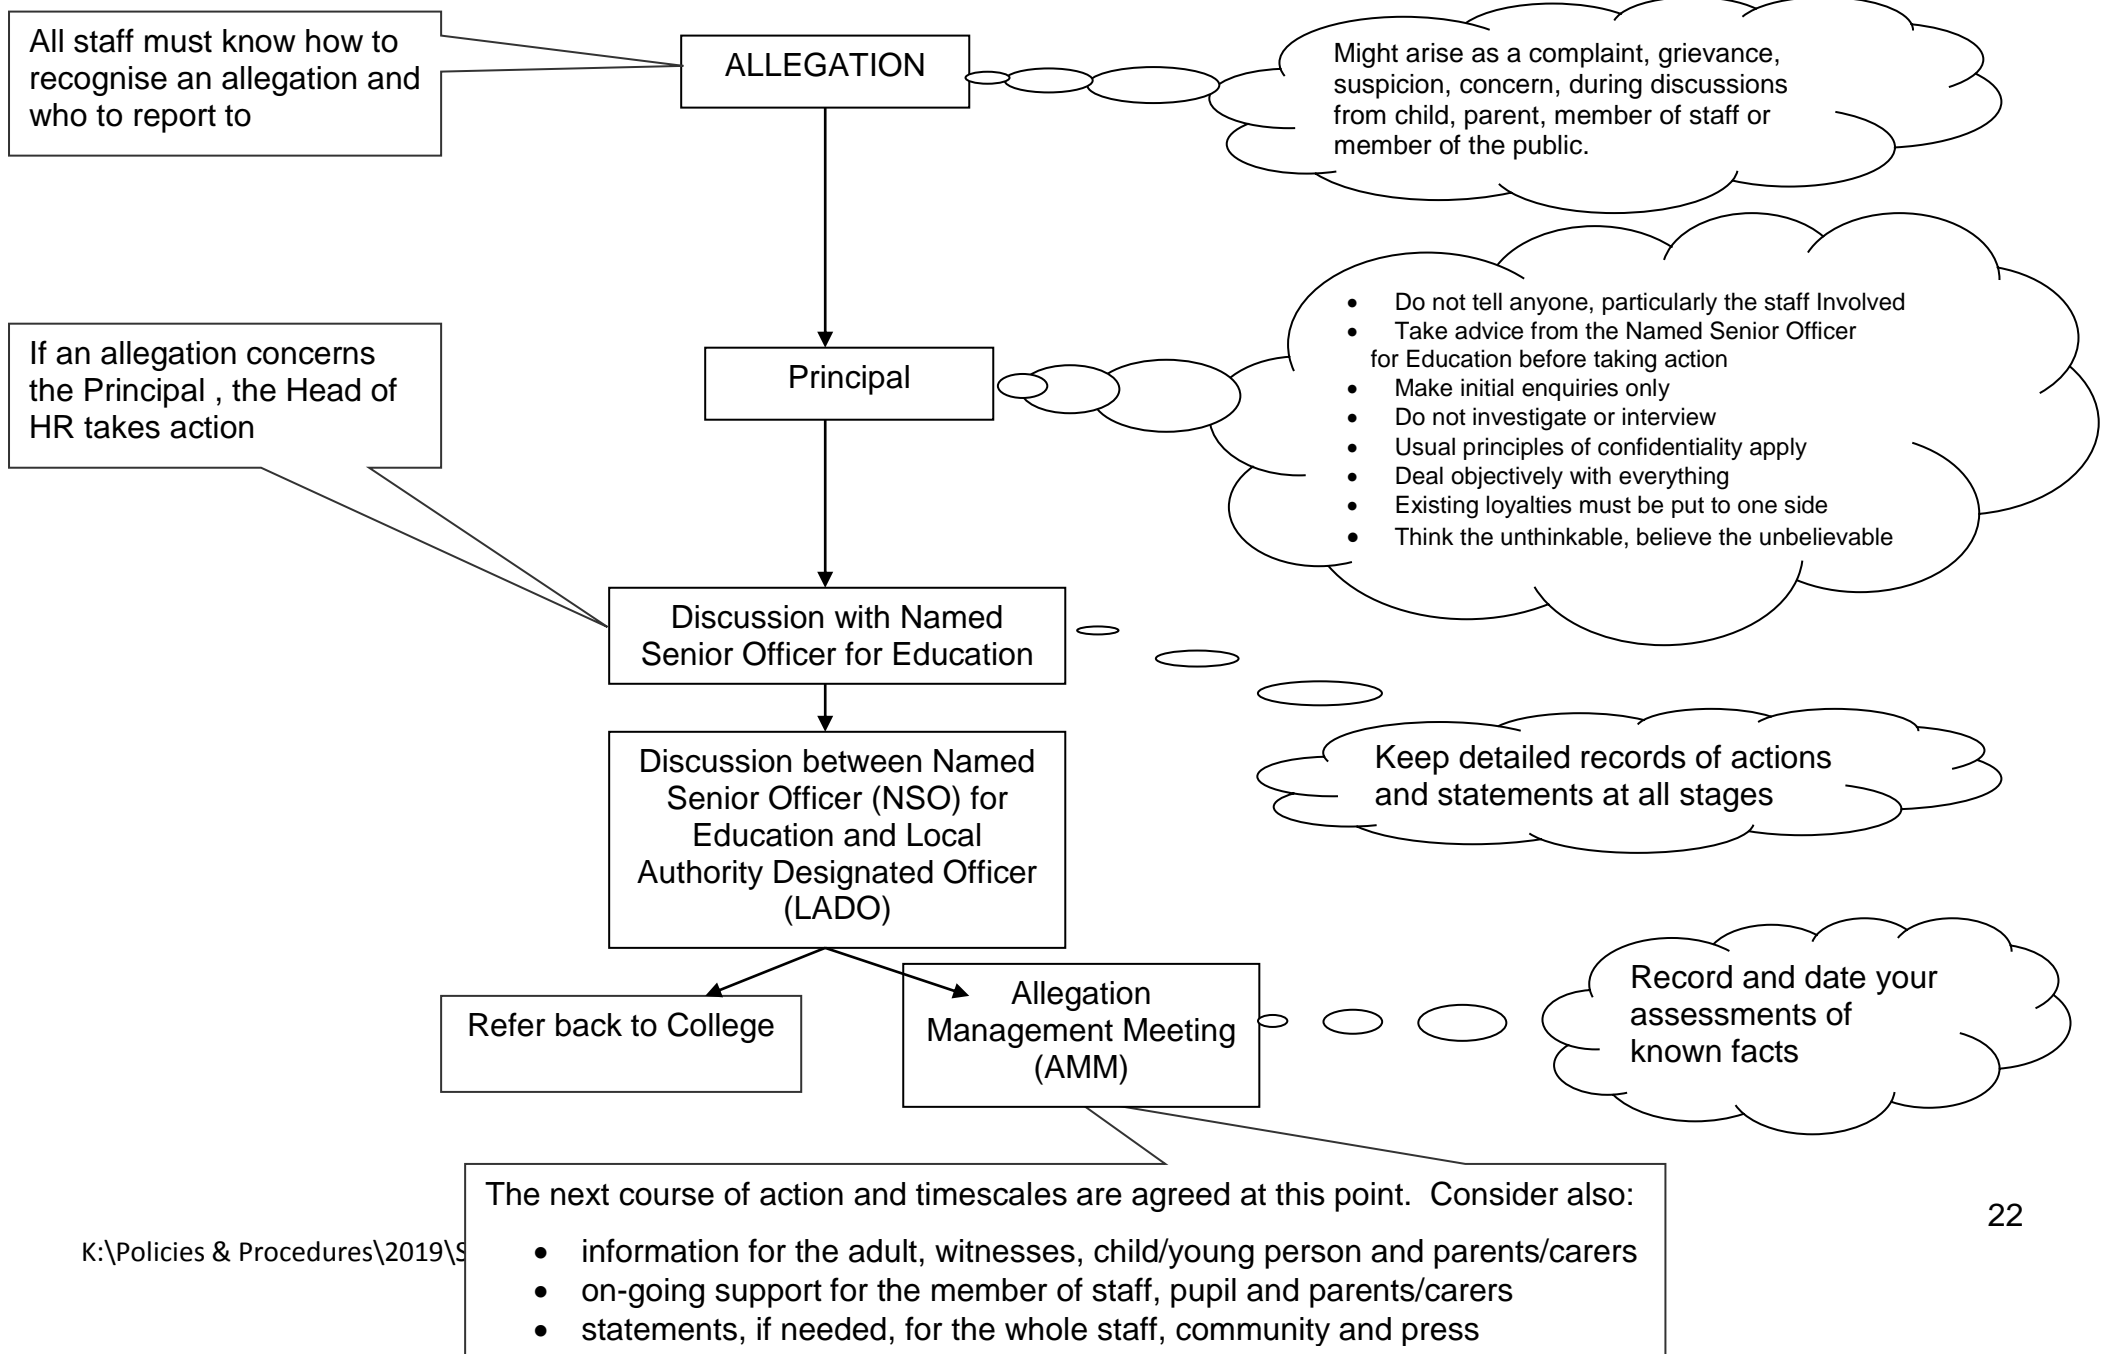 All staff must know how to
recognise an allegation and
who to report to
ALLEGATION
Might arise as a complaint, grievance,
suspicion, concern, during discussions
from child, parent, member of staff or
member of the public.
If an allegation concerns
the Principal , the Head of
HR takes action
Principal
• Do not tell anyone, particularly the staff Involved
• Take advice from the Named Senior Officer
for Education before taking action
• Make initial enquiries only
• Do not investigate or interview
• Usual principles of confidentiality apply
• Deal objectively with everything
• Existing loyalties must be put to one side
• Think the unthinkable, believe the unbelievable
Discussion with Named
Senior Officer for Education
Discussion between Named
Senior Officer (NSO) for
Education and Local
Authority Designated Officer
(LADO)
Keep detailed records of actions
and statements at all stages
Refer back to College
Allegation
Management Meeting
(AMM)
Record and date your
assessments of
known facts
The next course of action and timescales are agreed at this point.  Consider also:
• information for the adult, witnesses, child/young person and parents/carers
• on-going support for the member of staff, pupil and parents/carers
• statements, if needed, for the whole staff, community and press
K:\Policies & Procedures\2019\S
22